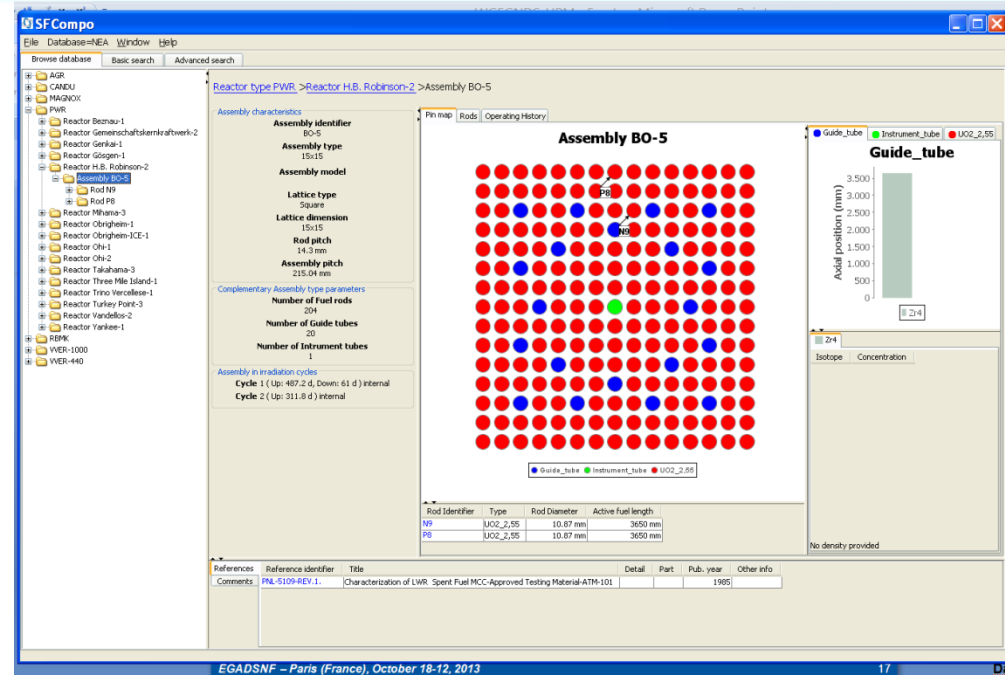 SFCompo
File Database=NEA Window Help
Browse database Basic search Advanced search
AGR
CANDU
MAGNOX
PWR
Reactor Beznau-1
Reactor Gemeinschaftskernkraftwerk-2
Reactor Genkai-1
Reactor Gösgen-1
Reactor H.B. Robinson-2
Assembly BO-5
Rod N9
Rod P8
Reactor Mihama-3
Reactor Obrigheim-1
Reactor Obrigheim-ICE-1
Reactor Ohi-1
Reactor Ohi-2
Reactor Takahama-3
Reactor Three Mile Island-1
Reactor Trino Vercellese-1
Reactor Turkey Point-3
Reactor Vandellos-2
Reactor Yankee-1
RBMK
VVER-1000
VVER-440
Reactor type PWR >Reactor H.B. Robinson-2 >Assembly BO-5
Assembly characteristics
Assembly identifier
BO-5
Assembly type
15x15
Assembly model
Lattice type
Square
Lattice dimension
15x15
Rod pitch
14.3 mm
Assembly pitch
215.04 mm
Complementary Assembly type parameters
Number of Fuel rods
204
Number of Guide tubes
20
Number of Intrument tubes
1
Assembly in irradiation cycles
Cycle 1 ( Up: 487.2 d, Down: 61 d ) internal
Cycle 2 ( Up: 311.8 d ) internal
Pin map Rods Operating History
Assembly BO-5
P8
N9
Guide_tube Instrument_tube UO2_2,55
Rod Identifier Type Rod Diameter Active fuel length
N9 UO2_2,55 10.87 mm 3650 mm
P8 UO2_2,55 10.87 mm 3650 mm
Guide_tube Instrument_tube UO2_2,55
Guide_tube
Axial position (mm)
3.500
3.000
2.500
2.000
1.500
1.000
500
0
Zr4
Zr4
Isotope Concentration
No density provided
References Reference identifier Title Detail Part Pub. year Other info
Comments PNL-5109-REV.1. Characterization of LWR Spent Fuel MCC-Approved Testing Material-ATM-101 1985
EGADSNF – Paris (France), October 18-12, 2013 17